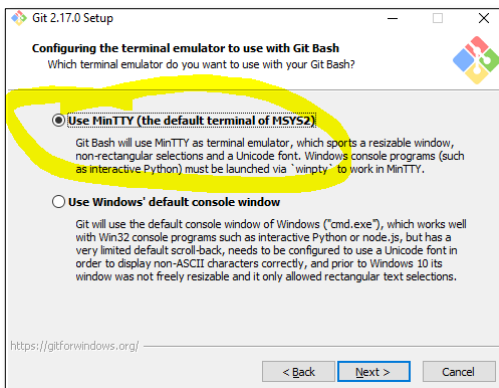 Git 2.17.0 Setup
Configuring the terminal emulator to use with Git Bash
Which terminal emulator do you want to use with your Git Bash?
Use MinTTY (the default terminal of MSYS2)
Git Bash will use MinTTY as terminal emulator, which sports a resizable window,
non-rectangular selections and a Unicode font. Windows console programs (such
as interactive Python) must be launched via `winpty` to work in MinTTY.
Use Windows' default console window
Git will use the default console window of Windows ("cmd.exe"), which works well
with Win32 console programs such as interactive Python or node.js, but has a
very limited default scroll-back, needs to be configured to use a Unicode font in
order to display non-ASCII characters correctly, and prior to Windows 10 its
window was not freely resizable and it only allowed rectangular text selections.
https://gitforwindows.org/
< Back Next > Cancel